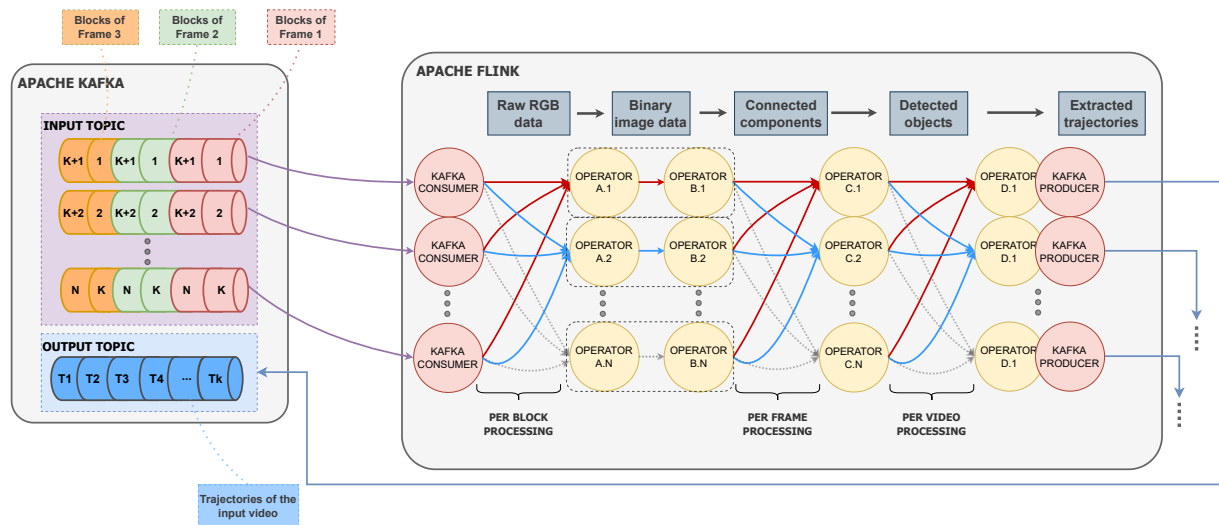 Blocks of
Frame 3
Blocks of
Frame 2
Blocks of
Frame 1
APACHE KAFKA
INPUT TOPIC
K+1 1 K+1 1 K+1 1
K+2 2 K+2 2 K+2 2
N K N K N K
OUTPUT TOPIC
T1 T2 T3 T4 ... Tk
Trajectories of the
input video
APACHE FLINK
Raw RGB
data
Binary
image data
Connected
components
Detected
objects
Extracted
trajectories
KAFKA
CONSUMER
OPERATOR
A.1
OPERATOR
B.1
OPERATOR
C.1
OPERATOR
D.1
KAFKA
PRODUCER
KAFKA
CONSUMER
OPERATOR
A.2
OPERATOR
B.2
OPERATOR
C.2
OPERATOR
D.1
KAFKA
PRODUCER
KAFKA
CONSUMER
OPERATOR
A.N
OPERATOR
B.N
OPERATOR
C.N
OPERATOR
D.1
KAFKA
PRODUCER
PER BLOCK
PROCESSING
PER FRAME
PROCESSING
PER VIDEO
PROCESSING